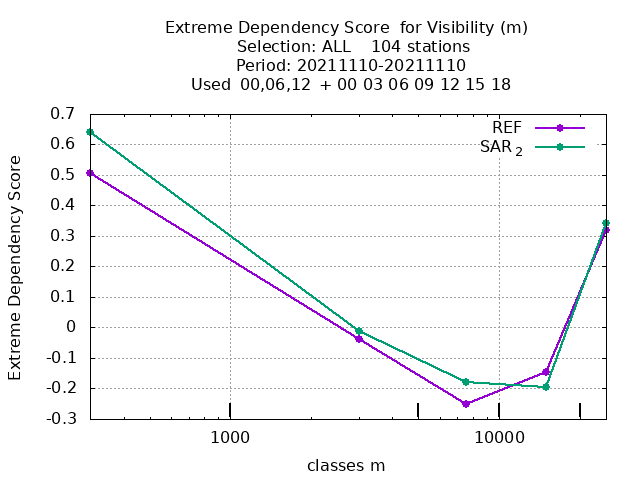 Extreme Dependency Score  for Visibility (m)
Selection: ALL    104 stations
Period: 20211110-20211110
Used  00,06,12  + 00 03 06 09 12 15 18
REF
SAR 2
Extreme Dependency Score
0.7
0.6
0.5
0.4
0.3
0.2
0.1
0
-0.1
-0.2
-0.3
1000
10000
classes m